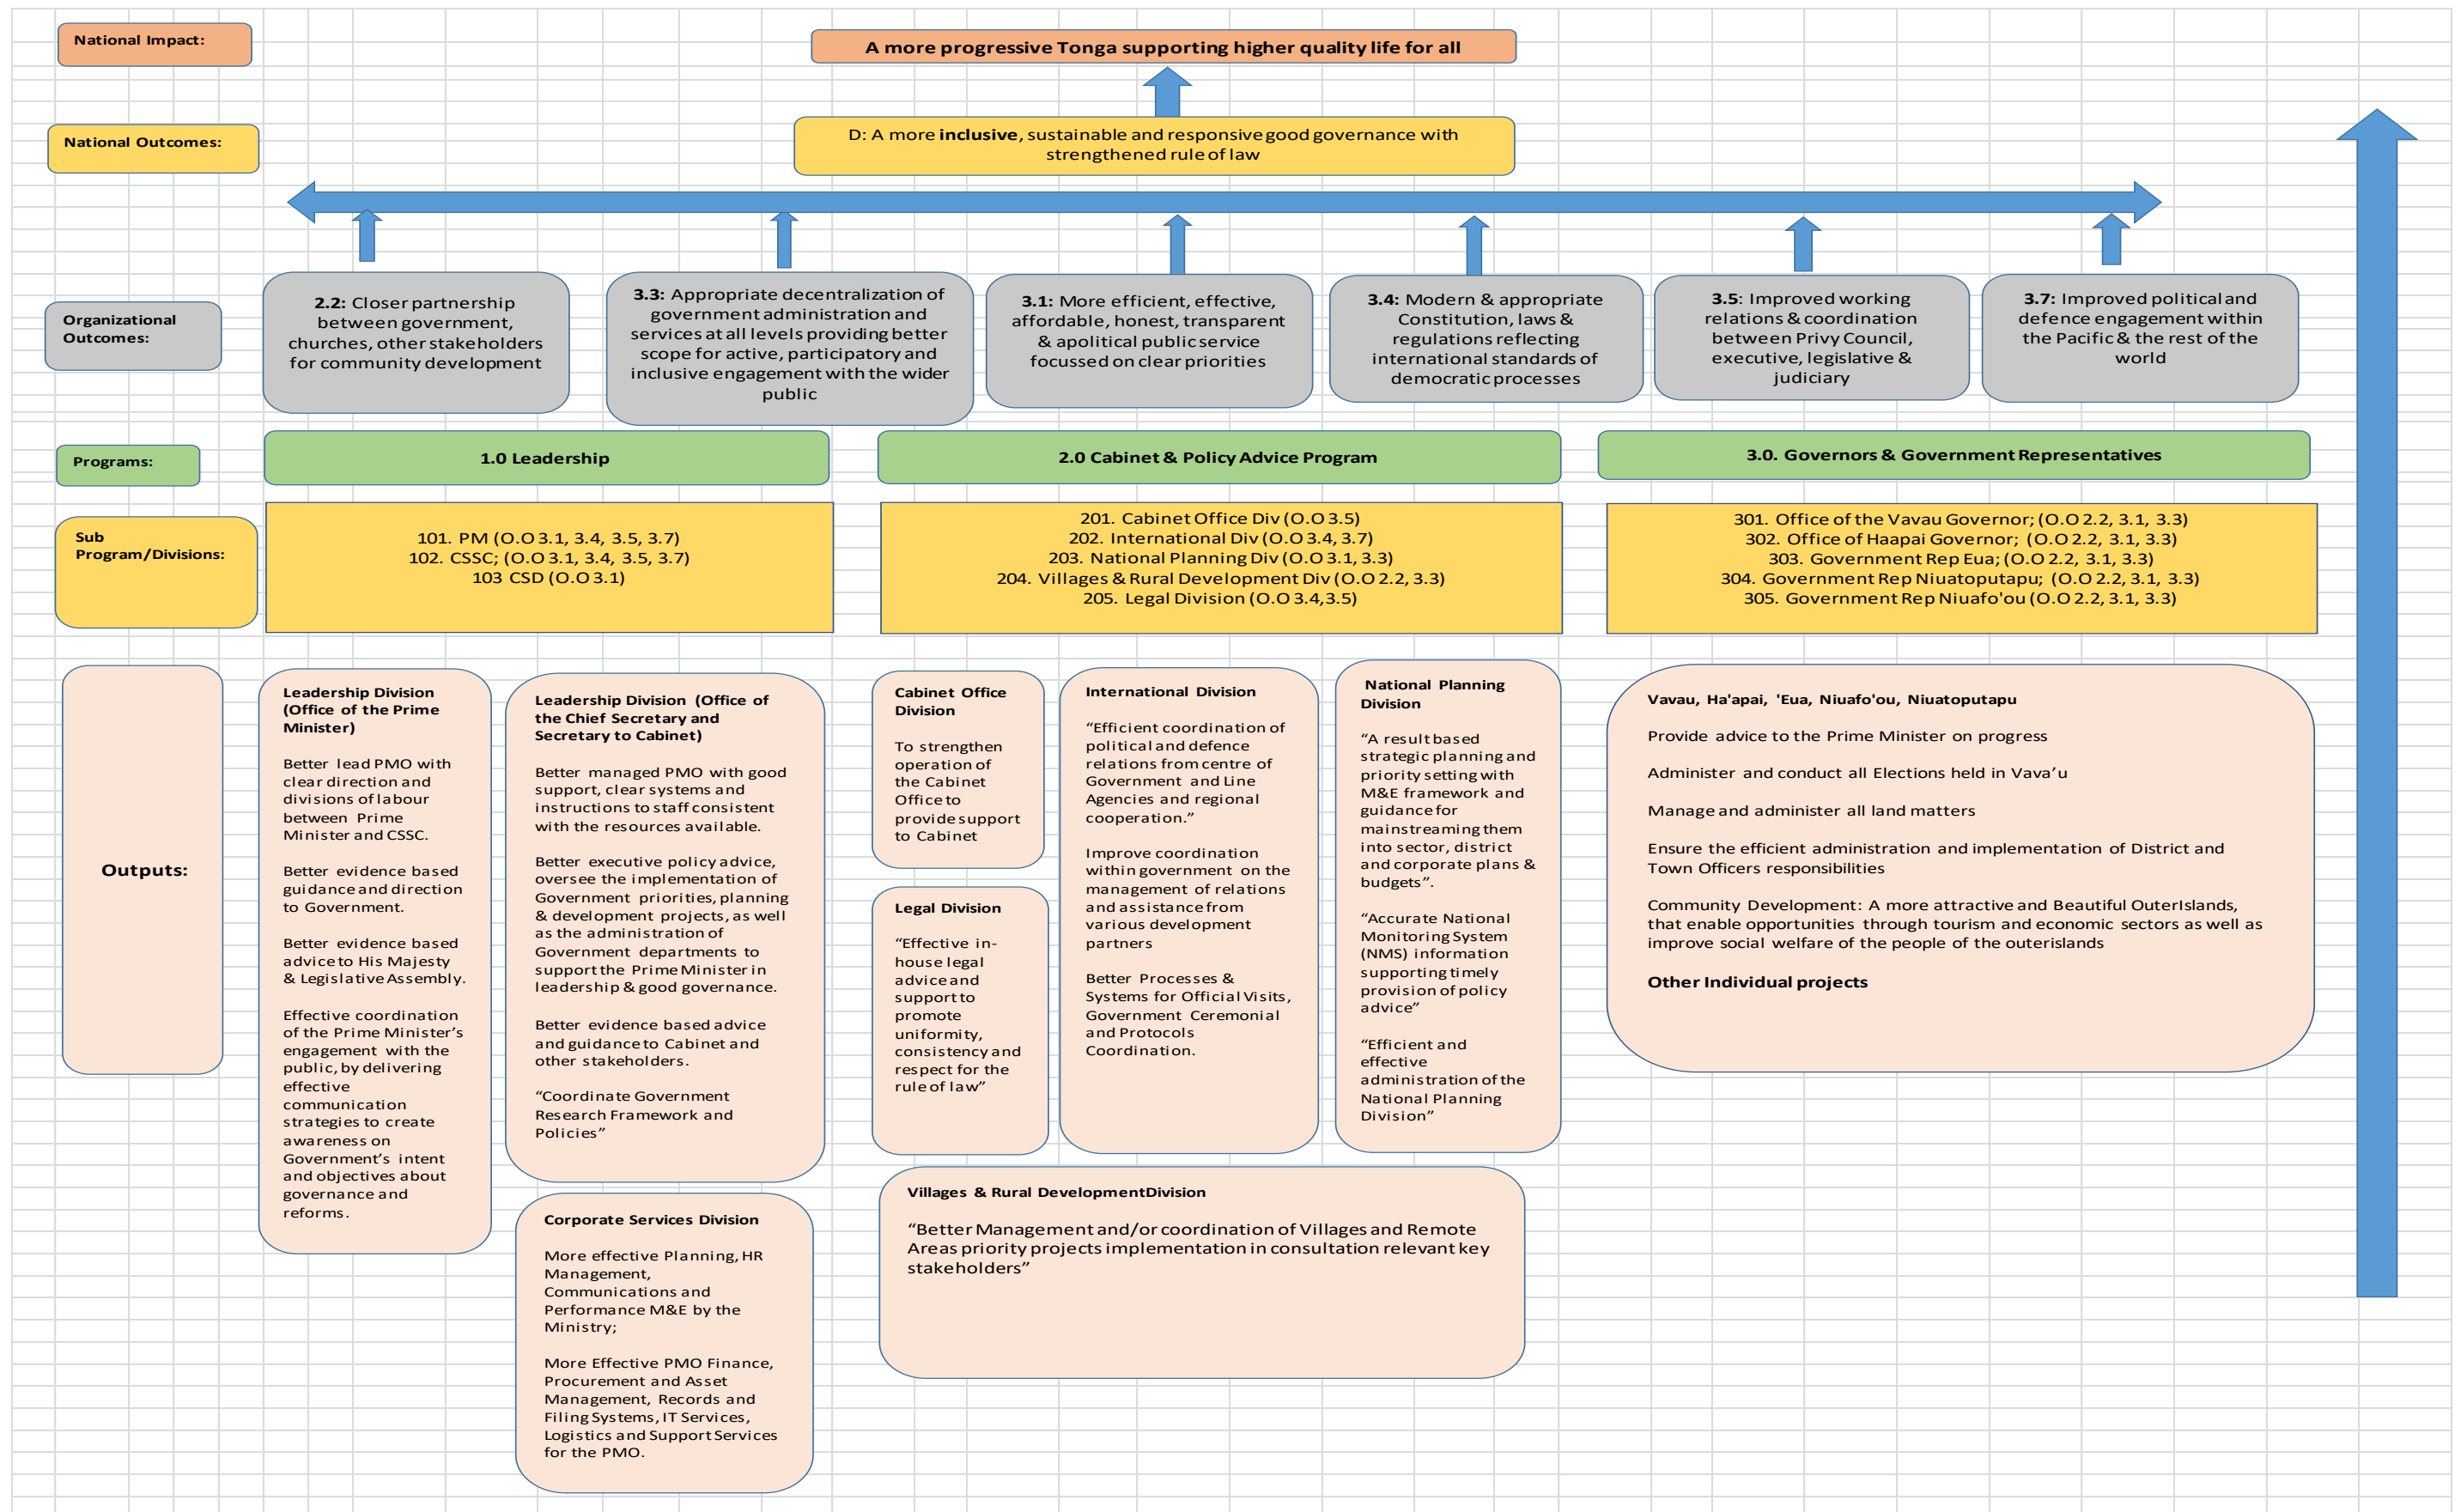 National Impact:
A more progressive Tonga supporting higher quality life for all
National Outcomes:
D: A more inclusive, sustainable and responsive good governance with
strengthened rule of law
Organizational
Outcomes:
2.2: Closer partnership
between government,
churches, other stakeholders
for community development
3.3: Appropriate decentralization of
government administration and
services at all levels providing better
scope for active, participatory and
inclusive engagement with the wider
public
3.1: More efficient, effective,
affordable, honest, transparent
& apolitical public service
focussed on clear priorities
3.4: Modern & appropriate
Constitution, laws &
regulations reflecting
international standards of
democratic processes
3.5: Improved working
relations & coordination
between Privy Council,
executive, legislative &
judiciary
3.7: Improved political and
defence engagement within
the Pacific & the rest of the
world
Programs:
1.0 Leadership
2.0 Cabinet & Policy Advice Program
3.0. Governors & Government Representatives
Sub
Program/Divisions:
101. PM (O.O 3.1, 3.4, 3.5, 3.7)
102. CSSC; (O.O 3.1, 3.4, 3.5, 3.7)
103 CSD (O.O 3.1)
201. Cabinet Office Div (O.O 3.5)
202. International Div (O.O 3.4, 3.7)
203. National Planning Div (O.O 3.1, 3.3)
204. Villages & Rural Development Div (O.O 2.2, 3.3)
205. Legal Division (O.O 3.4,3.5)
301. Office of the Vavau Governor; (O.O 2.2, 3.1, 3.3)
302. Office of Haapai Governor; (O.O 2.2, 3.1, 3.3)
303. Government Rep Eua; (O.O 2.2, 3.1, 3.3)
304. Government Rep Niuatoputapu; (O.O 2.2, 3.1, 3.3)
305. Government Rep Niuafo'ou (O.O 2.2, 3.1, 3.3)
Outputs:
Leadership Division
(Office of the Prime
Minister)
Better lead PMO with
clear direction and
divisions of labour
between Prime
Minister and CSSC.
Better evidence based
guidance and direction
to Government.
Better evidence based
advice to His Majesty
& Legislative Assembly.
Effective coordination
of the Prime Minister’s
engagement with the
public, by delivering
effective
communication
strategies to create
awareness on
Government’s intent
and objectives about
governance and
reforms.
Leadership Division (Office of
the Chief Secretary and
Secretary to Cabinet)
Better managed PMO with good
support, clear systems and
instructions to staff consistent
with the resources available.
Better executive policy advice,
oversee the implementation of
Government priorities, planning
& development projects, as well
as the administration of
Government departments to
support the Prime Minister in
leadership & good governance.
Better evidence based advice
and guidance to Cabinet and
other stakeholders.
“Coordinate Government
Research Framework and
Policies”
Corporate Services Division
More effective Planning, HR
Management,
Communications and
Performance M&E by the
Ministry;
More Effective PMO Finance,
Procurement and Asset
Management, Records and
Filing Systems, IT Services,
Logistics and Support Services
for the PMO.
Cabinet Office
Division
To strengthen
operation of
the Cabinet
Office to
provide support
to Cabinet
Legal Division
“Effective in-
house legal
advice and
support to
promote
uniformity,
consistency and
respect for the
rule of law”
International Division
“Efficient coordination of
political and defence
relations from centre of
Government and Line
Agencies and regional
cooperation.”
Improve coordination
within government on the
management of relations
and assistance from
various development
partners
Better Processes &
Systems for Official Visits,
Government Ceremonial
and Protocols
Coordination.
National Planning
Division
“A result based
strategic planning and
priority setting with
M&E framework and
guidance for
mainstreaming them
into sector, district
and corporate plans &
budgets”.
“Accurate National
Monitoring System
(NMS) information
supporting timely
provision of policy
advice”
“Efficient and
effective
administration of the
National Planning
Division”
Villages & Rural DevelopmentDivision
“Better Management and/or coordination of Villages and Remote
Areas priority projects implementation in consultation relevant key
stakeholders”
Vavau, Ha'apai, 'Eua, Niuafo'ou, Niuatoputapu
Provide advice to the Prime Minister on progress
Administer and conduct all Elections held in Vava’u
Manage and administer all land matters
Ensure the efficient administration and implementation of District and
Town Officers responsibilities
Community Development: A more attractive and Beautiful OuterIslands,
that enable opportunities through tourism and economic sectors as well as
improve social welfare of the people of the outerislands
Other Individual projects